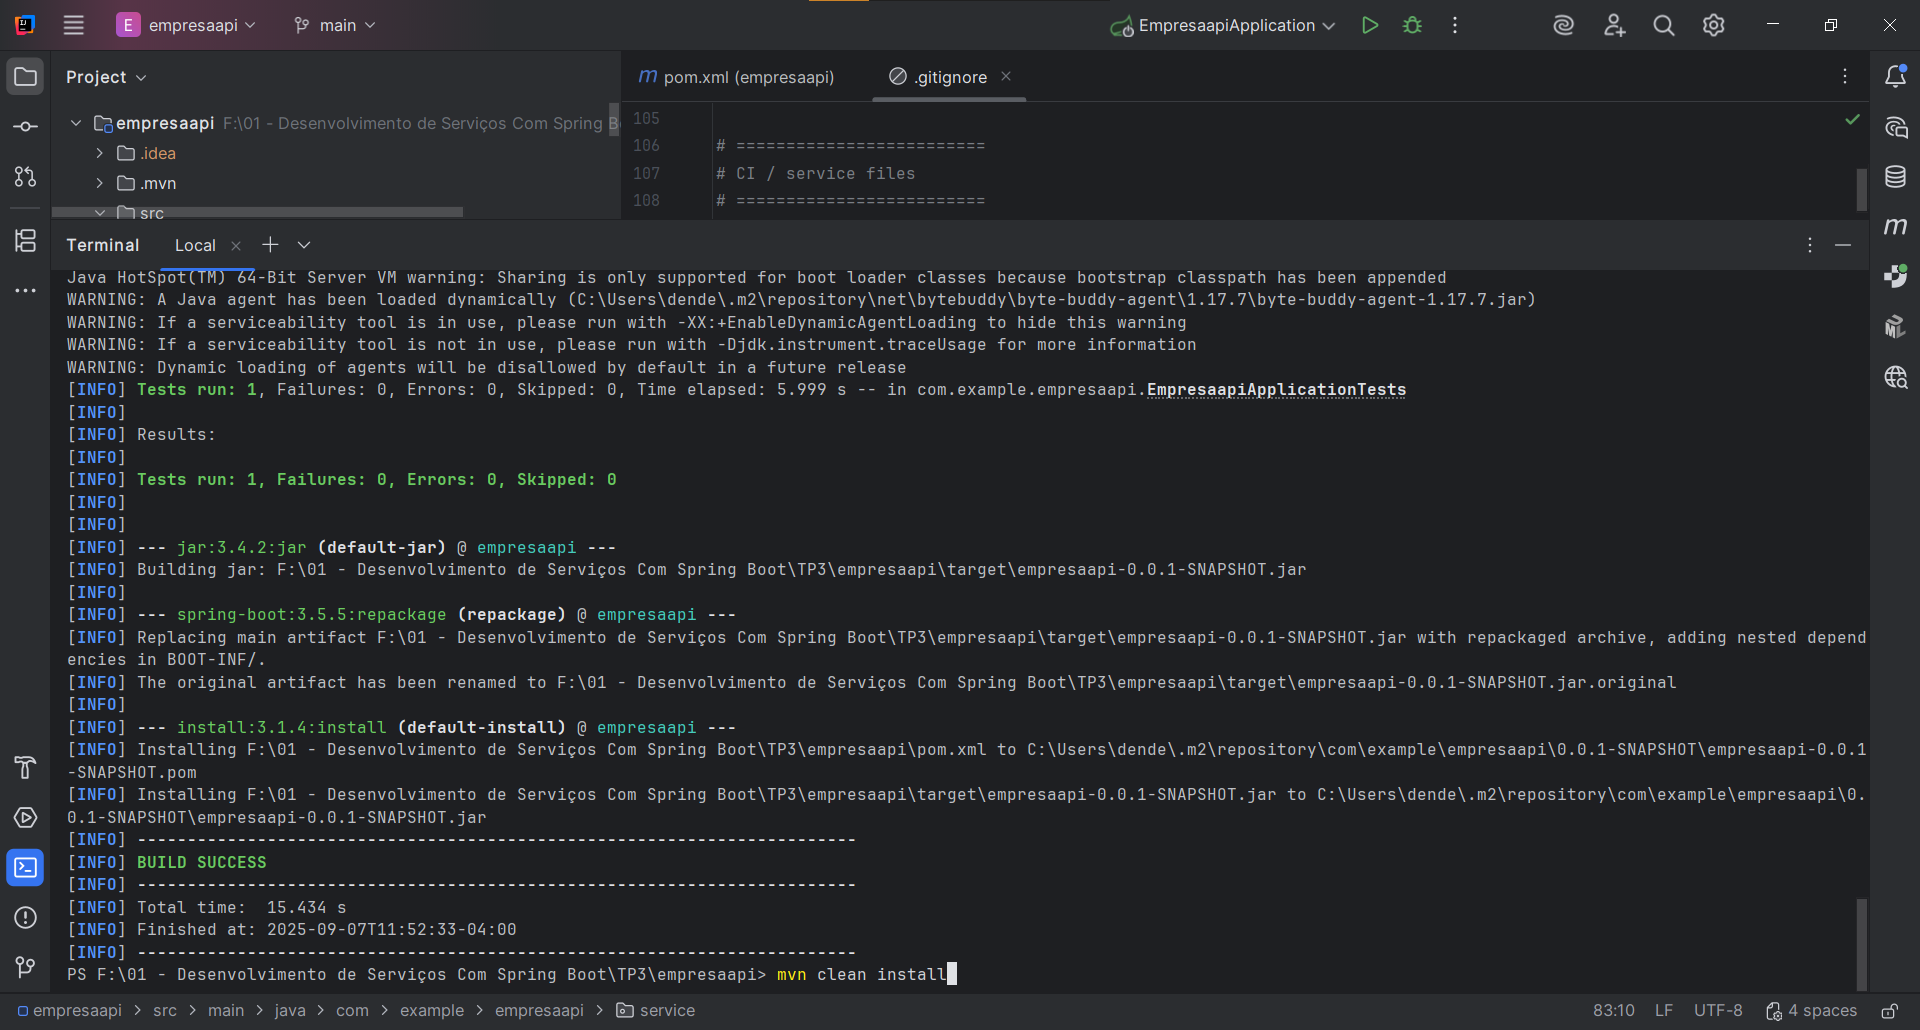 E empresaapi main EmpresaapiApplication
Project
pom.xml (empresaapi) .gitignore
empresaapi F:\01 - Desenvolvimento de Serviços Com Spring B
.idea
.mvn
src
105
106 # =========================
107 # CI / service files
108 # =========================
Terminal Local
Java HotSpot(TM) 64-Bit Server VM warning: Sharing is only supported for boot loader classes because bootstrap classpath has been appended
WARNING: A Java agent has been loaded dynamically (C:\Users\dende\.m2\repository\net\bytebuddy\byte-buddy-agent\1.17.7\byte-buddy-agent-1.17.7.jar)
WARNING: If a serviceability tool is in use, please run with -XX:+EnableDynamicAgentLoading to hide this warning
WARNING: If a serviceability tool is not in use, please run with -Djdk.instrument.traceUsage for more information
WARNING: Dynamic loading of agents will be disallowed by default in a future release
[INFO] Tests run: 1, Failures: 0, Errors: 0, Skipped: 0, Time elapsed: 5.999 s -- in com.example.empresaapi.EmpresaapiApplicationTests
[INFO]
[INFO] Results:
[INFO]
[INFO] Tests run: 1, Failures: 0, Errors: 0, Skipped: 0
[INFO]
[INFO]
[INFO] --- jar:3.4.2:jar (default-jar) @ empresaapi ---
[INFO] Building jar: F:\01 - Desenvolvimento de Serviços Com Spring Boot\TP3\empresaapi\target\empresaapi-0.0.1-SNAPSHOT.jar
[INFO]
[INFO] --- spring-boot:3.5.5:repackage (repackage) @ empresaapi ---
[INFO] Replacing main artifact F:\01 - Desenvolvimento de Serviços Com Spring Boot\TP3\empresaapi\target\empresaapi-0.0.1-SNAPSHOT.jar with repackaged archive, adding nested depend
encies in BOOT-INF/.
[INFO] The original artifact has been renamed to F:\01 - Desenvolvimento de Serviços Com Spring Boot\TP3\empresaapi\target\empresaapi-0.0.1-SNAPSHOT.jar.original
[INFO]
[INFO] --- install:3.1.4:install (default-install) @ empresaapi ---
[INFO] Installing F:\01 - Desenvolvimento de Serviços Com Spring Boot\TP3\empresaapi\pom.xml to C:\Users\dende\.m2\repository\com\example\empresaapi\0.0.1-SNAPSHOT\empresaapi-0.0.1
-SNAPSHOT.pom
[INFO] Installing F:\01 - Desenvolvimento de Serviços Com Spring Boot\TP3\empresaapi\target\empresaapi-0.0.1-SNAPSHOT.jar to C:\Users\dende\.m2\repository\com\example\empresaapi\0.
0.1-SNAPSHOT\empresaapi-0.0.1-SNAPSHOT.jar
[INFO] ------------------------------------------------------------------------
[INFO] BUILD SUCCESS
[INFO] ------------------------------------------------------------------------
[INFO] Total time:  15.434 s
[INFO] Finished at: 2025-09-07T11:52:33-04:00
[INFO] ------------------------------------------------------------------------
PS F:\01 - Desenvolvimento de Serviços Com Spring Boot\TP3\empresaapi> mvn clean install
empresaapi > src > main > java > com > example > empresaapi > service 83:10 LF UTF-8 4 spaces